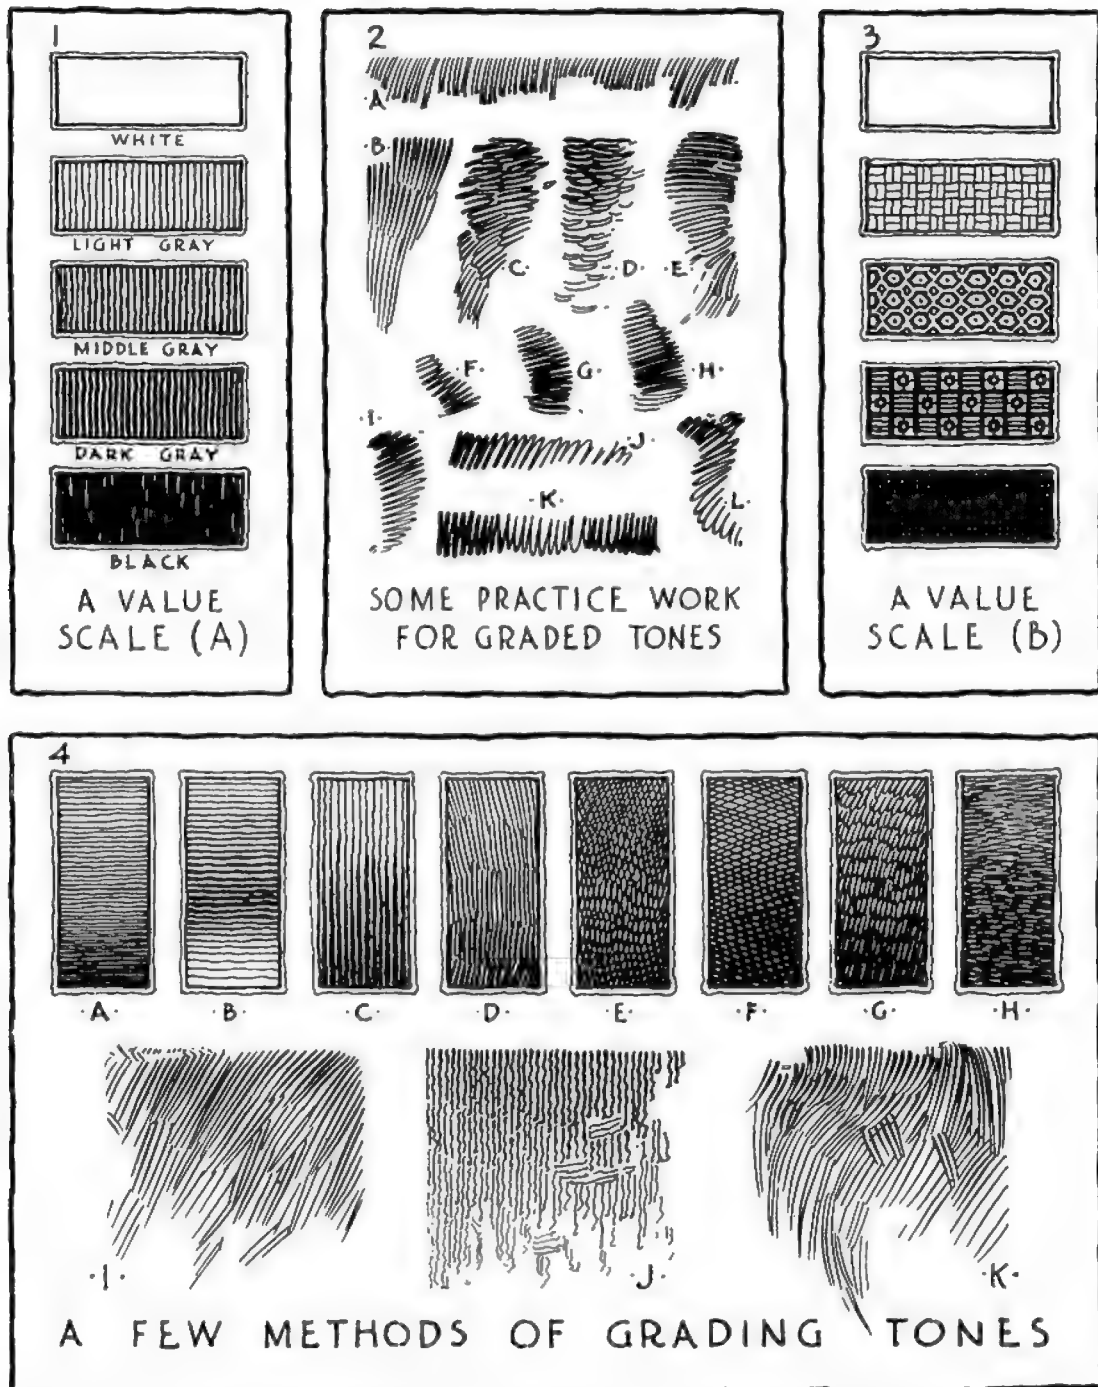 1
WHITE
LIGHT GRAY
MIDDLE GRAY
DARK GRAY
BLACK
A VALUE
SCALE (A)
2
·A·
·B·
·C·
·D·
·E·
·F·
·G·
·H·
·I·
·J·
·K·
·L·
SOME PRACTICE WORK
FOR GRADED TONES
3
A VALUE
SCALE (B)
4
·A· ·B· ·C· ·D· ·E· ·F· ·G· ·H·
·I· ·J· ·K·
A FEW METHODS OF GRADING TONES